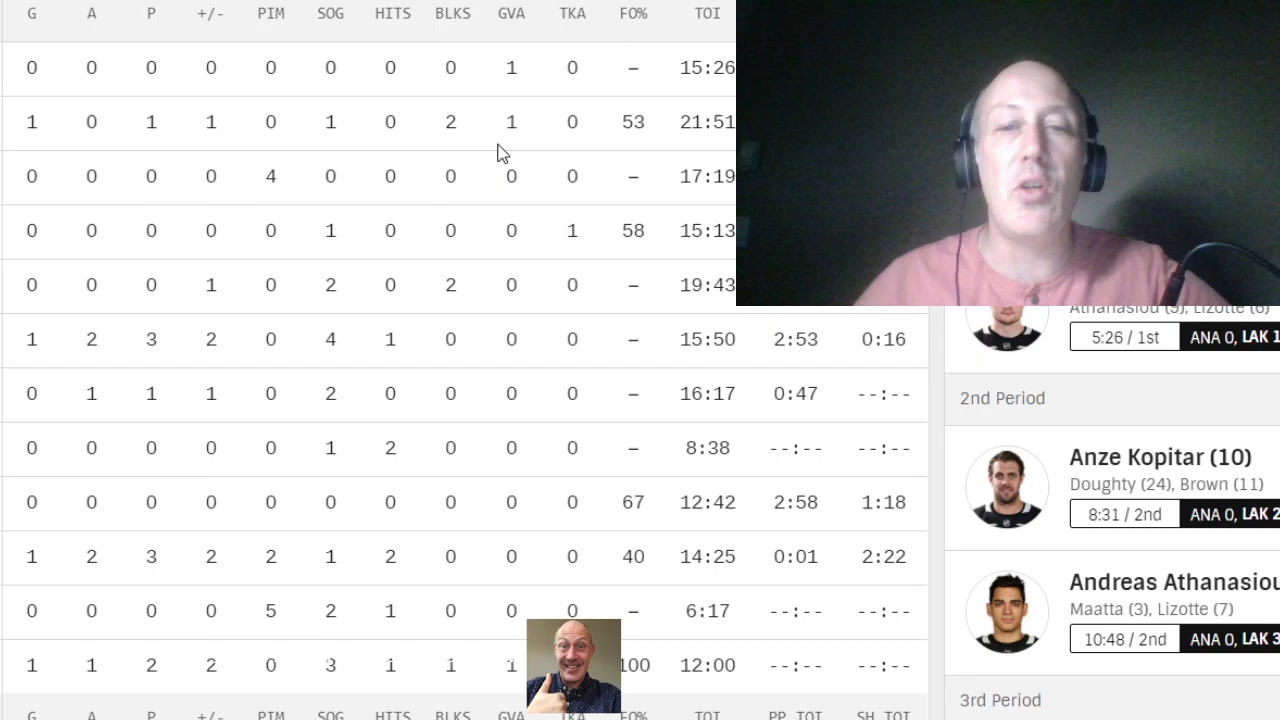 G A P +/- PIM SOG HITS BLKS GVA TKA FO% TOI
0 0 0 0 0 0 0 0 1 0 – 15:26
1 0 1 1 0 1 0 2 1 0 53 21:51
0 0 0 0 4 0 0 0 0 0 – 17:19
0 0 0 0 0 1 0 0 0 1 58 15:13
0 0 0 1 0 2 0 2 0 0 – 19:43
1 2 3 2 0 4 1 0 0 0 – 15:50 2:53 0:16
0 1 1 1 0 2 0 0 0 0 – 16:17 0:47 --:--
0 0 0 0 0 1 2 0 0 0 – 8:38 --:-- --:--
0 0 0 0 0 0 0 0 0 0 67 12:42 2:58 1:18
1 2 3 2 2 1 2 0 0 0 40 14:25 0:01 2:22
0 0 0 0 5 2 1 0 0 0 – 6:17 --:-- --:--
1 1 2 2 0 3 1 1 1 100 12:00 --:-- --:--
G A P +/- PIM SOG HITS BLKS GVA TKA FO% TOI PP TOI SH TOI
Athanasiou (5), Lizotte (6)
5:26 / 1st ANA 0, LAK 1
2nd Period
Anze Kopitar (10)
Doughty (24), Brown (11)
8:31 / 2nd ANA 0, LAK 2
Andreas Athanasiou
Maatta (3), Lizotte (7)
10:48 / 2nd ANA 0, LAK 3
3rd Period